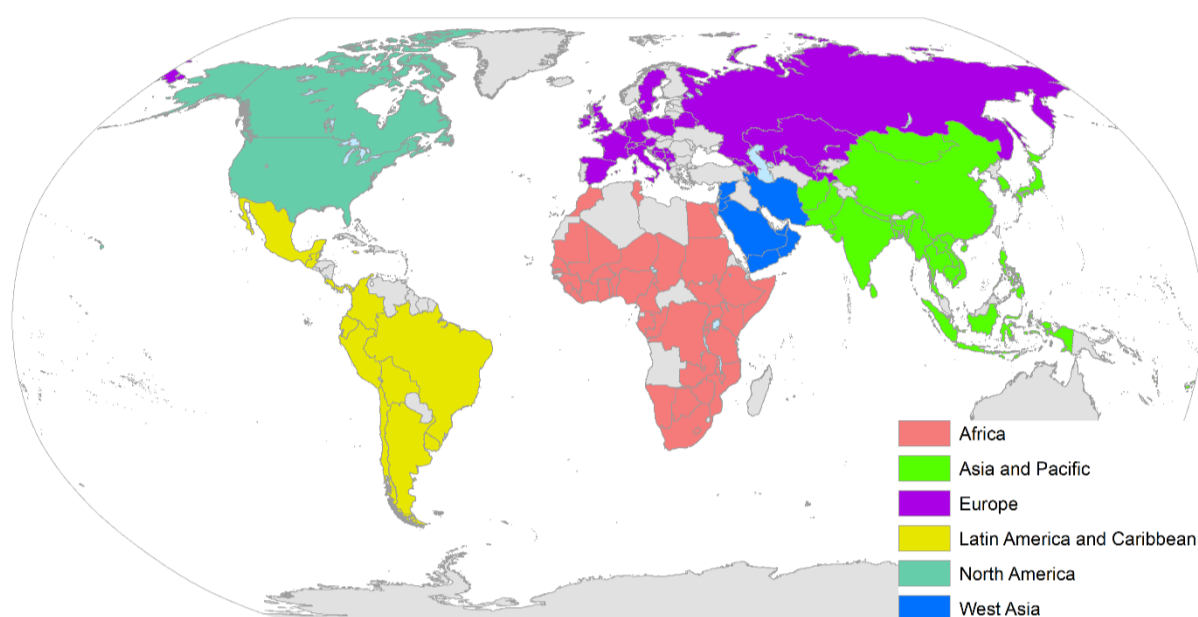 Africa
Asia and Pacific
Europe
Latin America and Caribbean
North America
West Asia